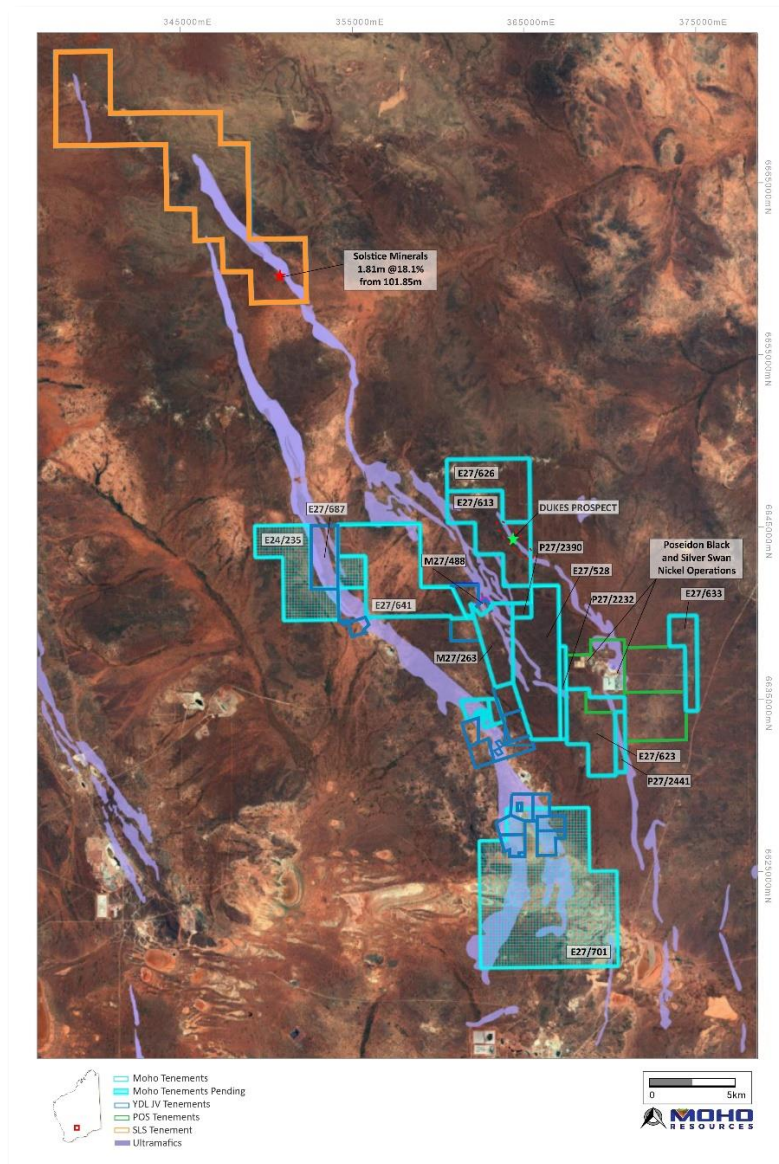 345000mE
355000mE
365000mE
375000mE
6665000mN
Solstice Minerals
1.81m @18.1%
from 101.85m
6655000mN
E27/626
E27/613
E27/687
DUKES PROSPECT
6645000mN
E24/235
P27/2390
Poseidon Black
and Silver Swan
Nickel Operations
M27/488
E27/528
E27/641
P27/2232
E27/633
M27/263
6635000mN
E27/623
P27/2441
6625000mN
E27/701
Moho Tenements
Moho Tenements Pending
YDL JV Tenements
POS Tenements
SLS Tenement
Ultramafics
0
5km
MOHO
RESOURCES